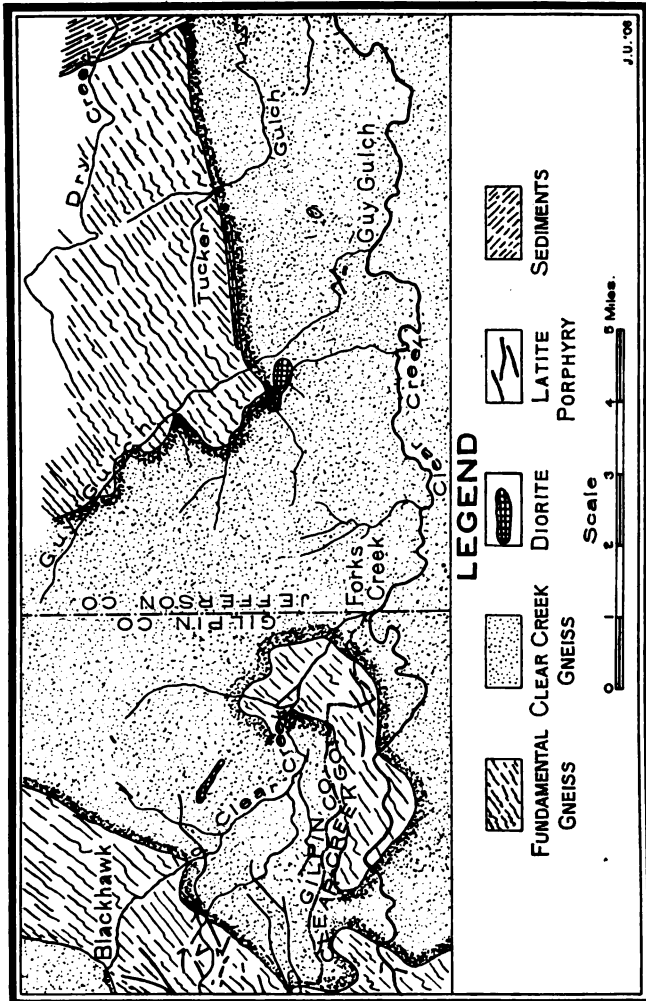 Blackhawk
No. Clear Cr.
GILPIN CO.
CLEAR CREEK CO.
GILPIN CO
JEFFERSON CO
Forks
Creek
Clear Creek
Guy Gulch
Guy Gulch
Tucker
Gulch
Dry Creek
LEGEND
FUNDAMENTAL
GNEISS
CLEAR CREEK
GNEISS
DIORITE
LATITE
PORPHYRY
SEDIMENTS
Scale
0 1 2 3 4 5 Miles.
J.U. '06